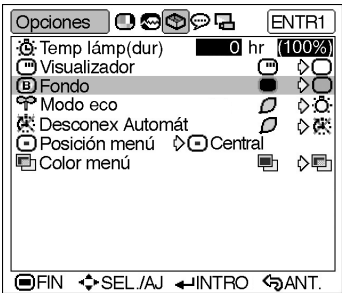 Opciones ENTR1
Temp lámp(dur) 0 hr (100%)
Visualizador
B Fondo
Modo eco
Desconex Automát
Posición menú Central
Color menú
FIN SEL./AJ INTRO ANT.